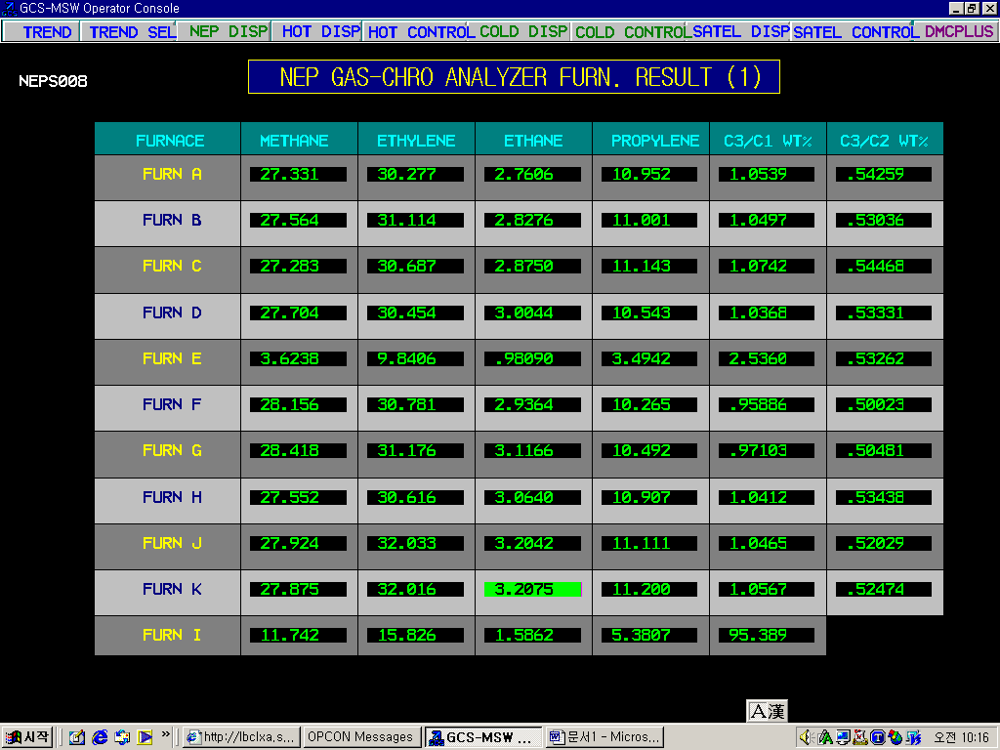 GCS-MSW Operator Console
TREND TREND SEL NEP DISP HOT DISP HOT CONTROL COLD DISP COLD CONTROL SATEL DISP SATEL CONTROL DMCPLUS
NEPS008
NEP GAS-CHRO ANALYZER FURN. RESULT (1)
FURNACE METHANE ETHYLENE ETHANE PROPYLENE C3/C1 WT% C3/C2 WT%
FURN A 27.331 30.277 2.7606 10.952 1.0539 .54259
FURN B 27.564 31.114 2.8276 11.001 1.0497 .53036
FURN C 27.283 30.687 2.8750 11.143 1.0742 .54468
FURN D 27.704 30.454 3.0044 10.543 1.0368 .53331
FURN E 3.6238 9.8406 .98090 3.4942 2.5360 .53262
FURN F 28.156 30.781 2.9364 10.265 .95886 .50023
FURN G 28.418 31.176 3.1166 10.492 .97103 .50481
FURN H 27.552 30.616 3.0640 10.907 1.0412 .53438
FURN J 27.924 32.033 3.2042 11.111 1.0465 .52029
FURN K 27.875 32.016 3.2075 11.200 1.0567 .52474
FURN I 11.742 15.826 1.5862 5.3807 95.389
A漢
시작 » http://lbclxa.s... OPCON Messages GCS-MSW ... 문서1 - Micros... 오전 10:16